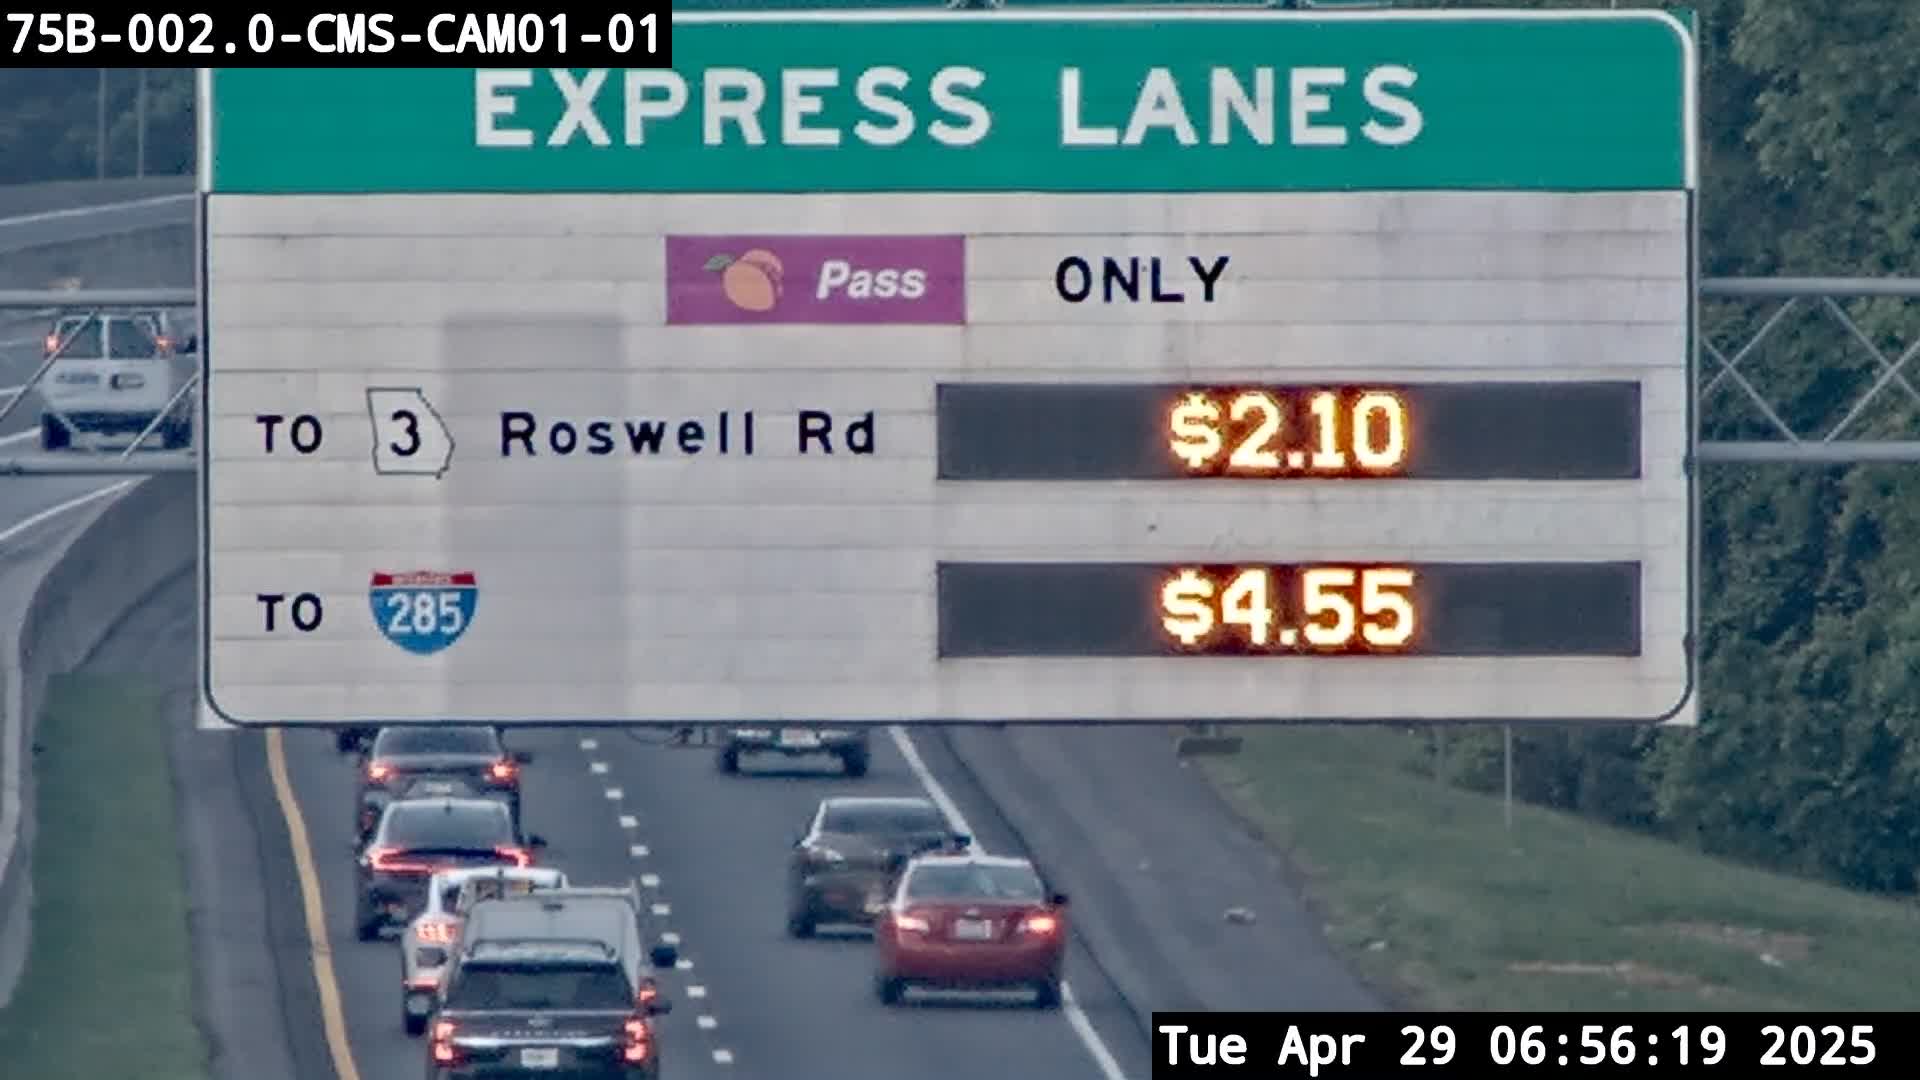 75B-002.0-CMS-CAM01-01
EXPRESS LANES
Pass ONLY
TO 3 Roswell Rd $2.10
TO 285 $4.55
Tue Apr 29 06:56:19 2025